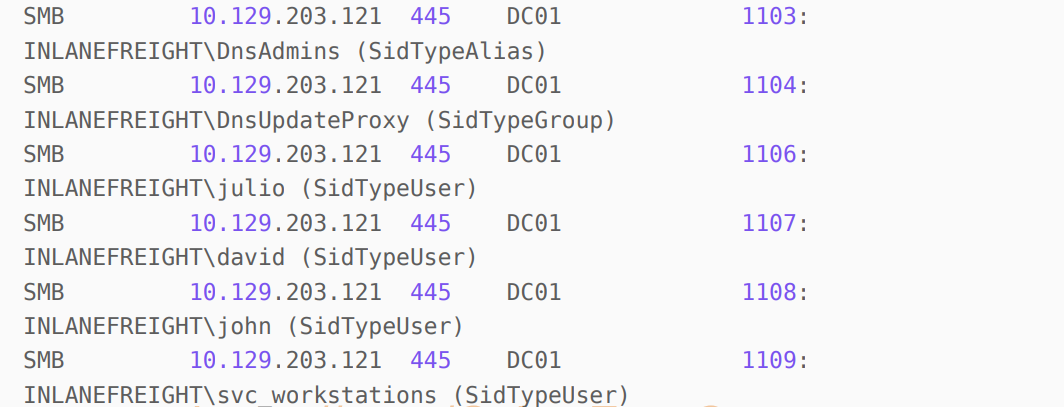 SMB 10.129.203.121 445 DC01 1103:
INLANEFREIGHT\DnsAdmins (SidTypeAlias)
SMB 10.129.203.121 445 DC01 1104:
INLANEFREIGHT\DnsUpdateProxy (SidTypeGroup)
SMB 10.129.203.121 445 DC01 1106:
INLANEFREIGHT\julio (SidTypeUser)
SMB 10.129.203.121 445 DC01 1107:
INLANEFREIGHT\david (SidTypeUser)
SMB 10.129.203.121 445 DC01 1108:
INLANEFREIGHT\john (SidTypeUser)
SMB 10.129.203.121 445 DC01 1109:
INLANEFREIGHT\svc_workstations (SidTypeUser)